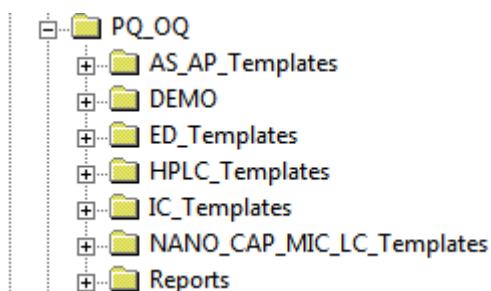 PQ_OQ
AS_AP_Templates
DEMO
ED_Templates
HPLC_Templates
IC_Templates
NANO_CAP_MIC_LC_Templates
Reports